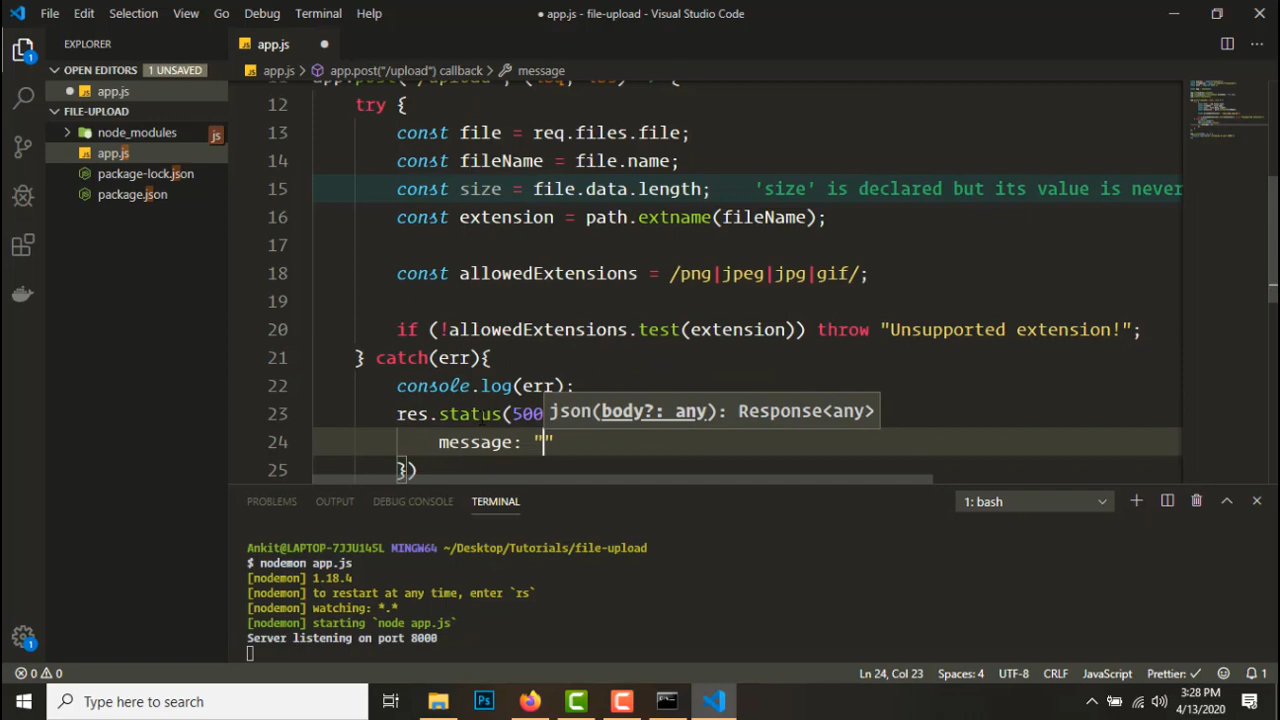 File Edit Selection View Go Debug Terminal Help ● app.js - file-upload - Visual Studio Code
EXPLORER
app.js
OPEN EDITORS 1 UNSAVED
app.js
FILE-UPLOAD
node_modules
app.js
package-lock.json
package.json
app.js > app.post("/upload") callback > message
12 try {
13 const file = req.files.file;
14 const fileName = file.name;
15 const size = file.data.length; 'size' is declared but its value is never
16 const extension = path.extname(fileName);
17
18 const allowedExtensions = /png|jpeg|jpg|gif/;
19
20 if (!allowedExtensions.test(extension)) throw "Unsupported extension!";
21 } catch(err){
22 console.log(err);
23 res.status(500
json(body?: any): Response<any>
24 message: ""
25 })
PROBLEMS OUTPUT DEBUG CONSOLE TERMINAL 1: bash
Ankit@LAPTOP-7JJU145L MINGW64 ~/Desktop/Tutorials/file-upload
$ nodemon app.js
[nodemon] 1.18.4
[nodemon] to restart at any time, enter `rs`
[nodemon] watching: *.*
[nodemon] starting `node app.js`
Server listening on port 8000
0 0 Ln 24, Col 23 Spaces: 4 UTF-8 CRLF JavaScript Prettier: ✓ 1
Type here to search
3:28 PM
4/13/2020